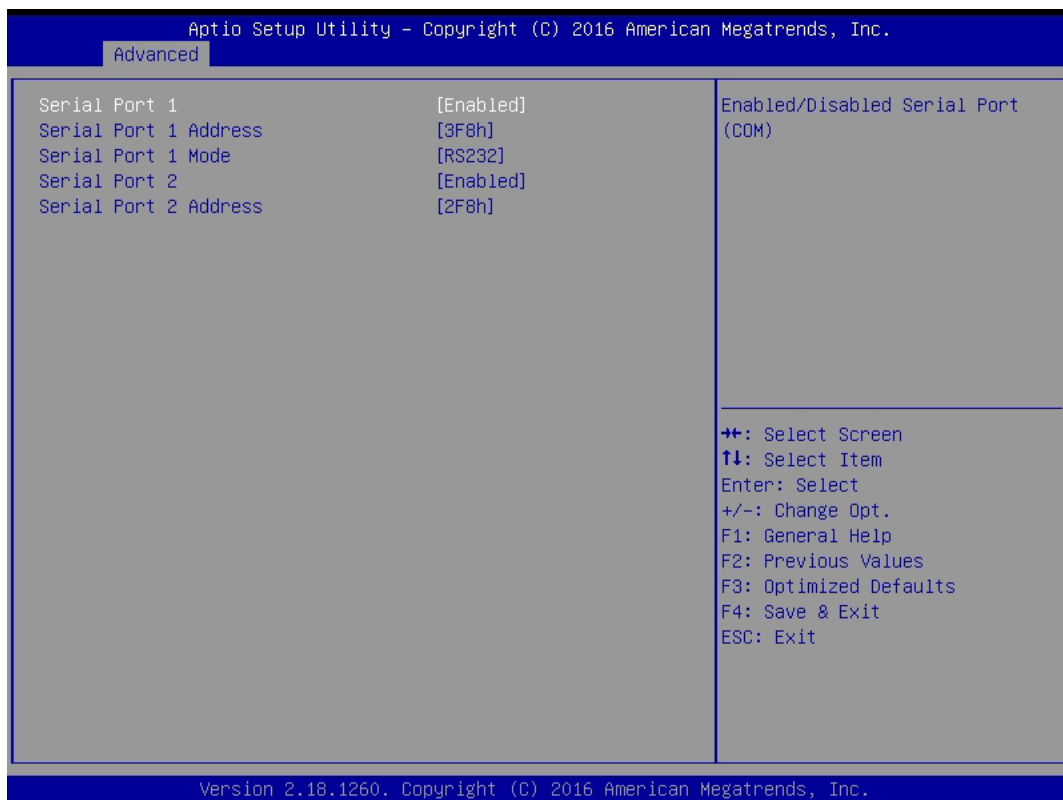 Aptio Setup Utility – Copyright (C) 2016 American Megatrends, Inc.
Advanced
Serial Port 1 [Enabled]
Serial Port 1 Address [3F8h]
Serial Port 1 Mode [RS232]
Serial Port 2 [Enabled]
Serial Port 2 Address [2F8h]
Enabled/Disabled Serial Port
(COM)
→←: Select Screen
↑↓: Select Item
Enter: Select
+/-: Change Opt.
F1: General Help
F2: Previous Values
F3: Optimized Defaults
F4: Save & Exit
ESC: Exit
Version 2.18.1260. Copyright (C) 2016 American Megatrends, Inc.